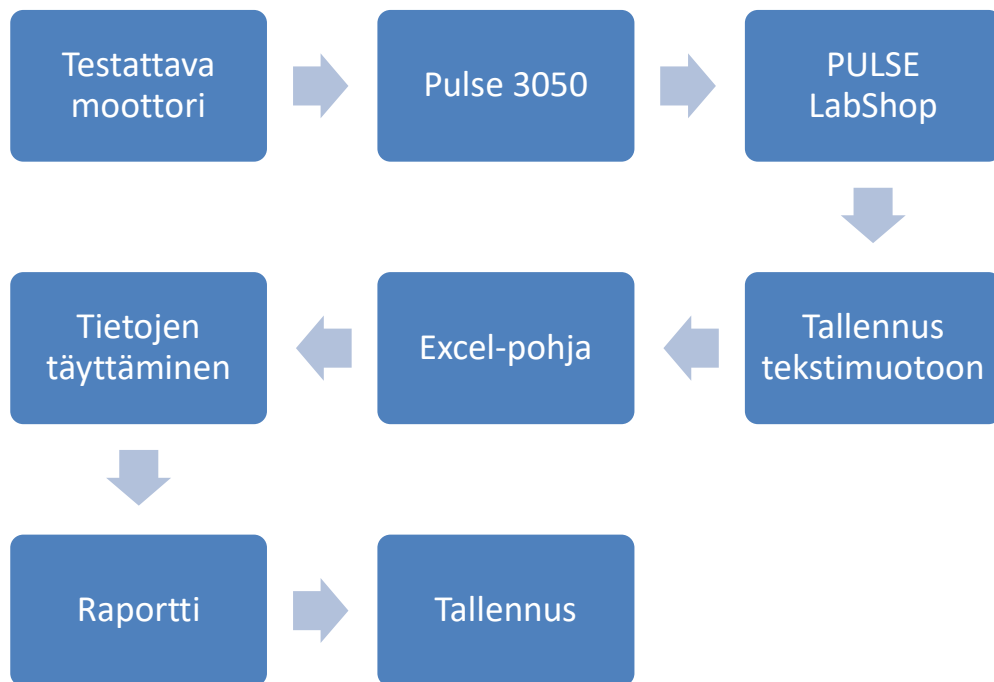 Testattava
moottori
Pulse 3050
PULSE
LabShop
Tallennus
tekstimuotoon
Excel-pohja
Tietojen
täyttäminen
Raportti
Tallennus